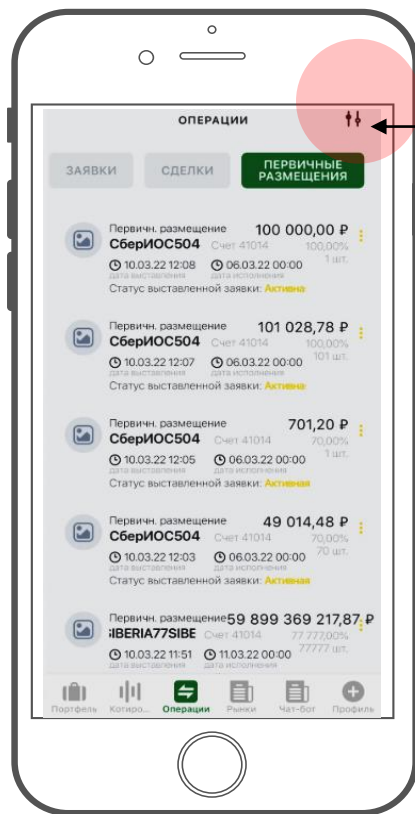 ОПЕРАЦИИ
ЗАЯВКИ СДЕЛКИ ПЕРВИЧНЫЕ РАЗМЕЩЕНИЯ
Первичн. размещение 100 000,00 ₽
СберИОС504 Счет 41014 100,00%
10.03.22 12:08 06.03.22 00:00 1 шт.
дата выставления дата исполнения
Статус выставленной заявки: Активна
Первичн. размещение 101 028,78 ₽
СберИОС504 Счет 41014 100,00%
10.03.22 12:07 06.03.22 00:00 101 шт.
дата выставления дата исполнения
Статус выставленной заявки: Активна
Первичн. размещение 701,20 ₽
СберИОС504 Счет 41014 70,00%
10.03.22 12:05 06.03.22 00:00 1 шт.
дата выставления дата исполнения
Статус выставленной заявки: Активная
Первичн. размещение 49 014,48 ₽
СберИОС504 Счет 41014 70,00%
10.03.22 12:03 06.03.22 00:00 70 шт.
дата выставления дата исполнения
Статус выставленной заявки: Активная
Первичн. размещение 59 899 369 217,87 ₽
:IBERIA77SIBE Счет 41014 77 777,00%
10.03.22 11:51 11.03.22 00:00 77777 шт.
дата выставления дата исполнения
Портфель Котиро... Операции Рынки Чат-бот Профиль